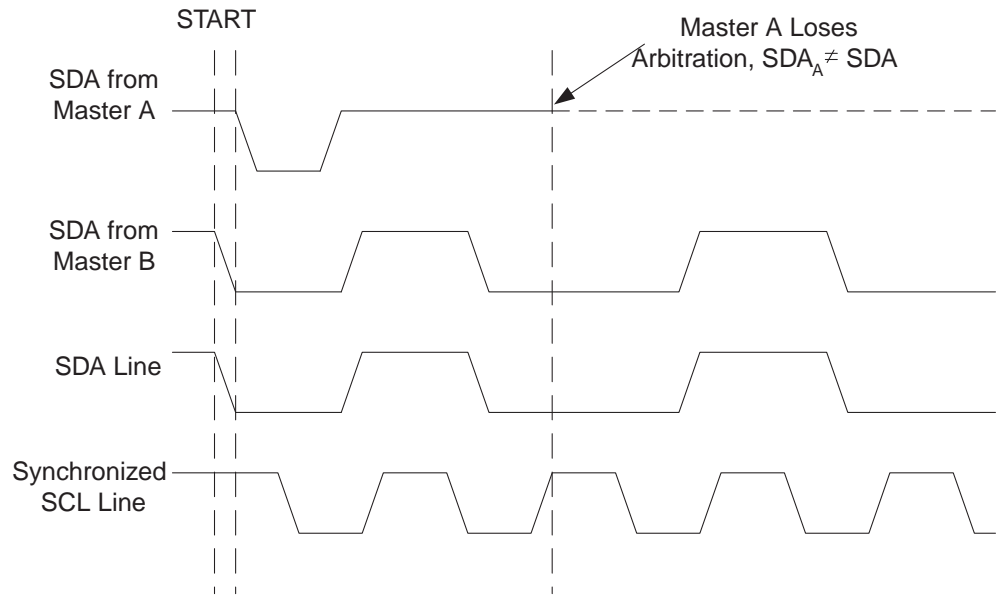 START
Master A Loses
Arbitration, SDA_A ≠ SDA
SDA from
Master A
SDA from
Master B
SDA Line
Synchronized
SCL Line